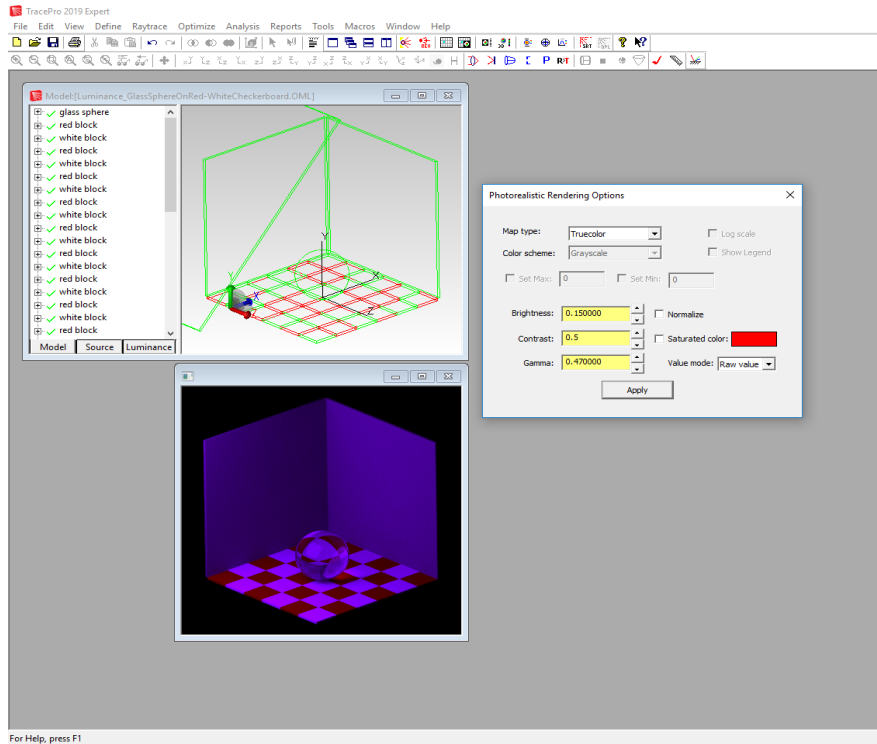 TracePro 2019 Expert
File Edit View Define Raytrace Optimize Analysis Reports Tools Macros Window Help
Model:[Luminance_GlassSphereOnRed-WhiteCheckerboard.OML]
glass sphere
red block
white block
red block
white block
red block
white block
red block
white block
red block
white block
red block
white block
red block
white block
red block
white block
red block
Model Source Luminance
Y
X
Z
Y
X
Z
Photorealistic Rendering Options
Map type: Truecolor Log scale
Color scheme: Grayscale Show Legend
Set Max: 0 Set Min: 0
Brightness: 0.150000 Normalize
Contrast: 0.5 Saturated color:
Gamma: 0.470000 Value mode: Raw value
Apply
For Help, press F1